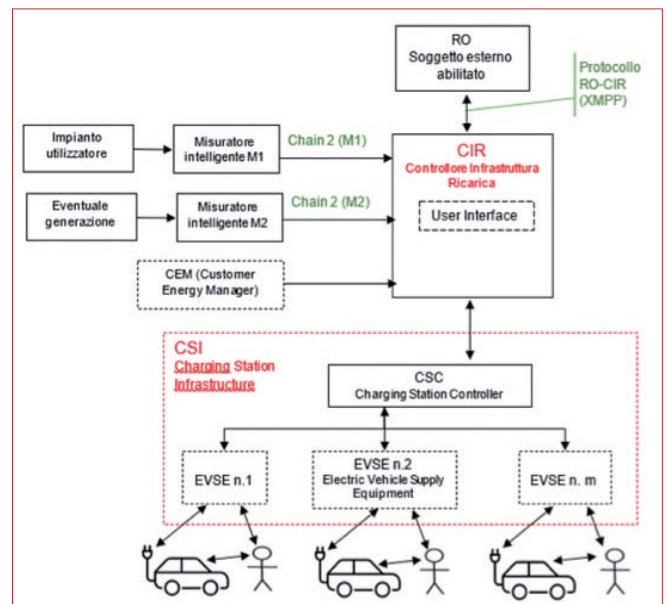 RO
Soggetto esterno
abilitato
Protocollo
RO-CIR
(XMPP)
Impianto
utilizzatore
Misuratore
intelligente M1
Chain 2 (M1)
CIR
Controllore Infrastruttura
Ricarica
User Interface
Eventuale
generazione
Misuratore
intelligente M2
Chain 2 (M2)
CEM (Customer
Energy Manager)
CSI
Charging Station
Infrastructure
CSC
Charging Station Controller
EVSE n.1
EVSE n.2
Electric Vehicle Supply
Equipment
EVSE n. m